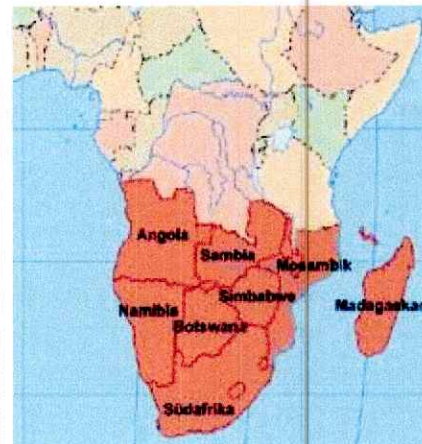 Angola
Sambia
Mosambik
Simbabwe
Namibia
Madagaskar
Botswana
Südafrika